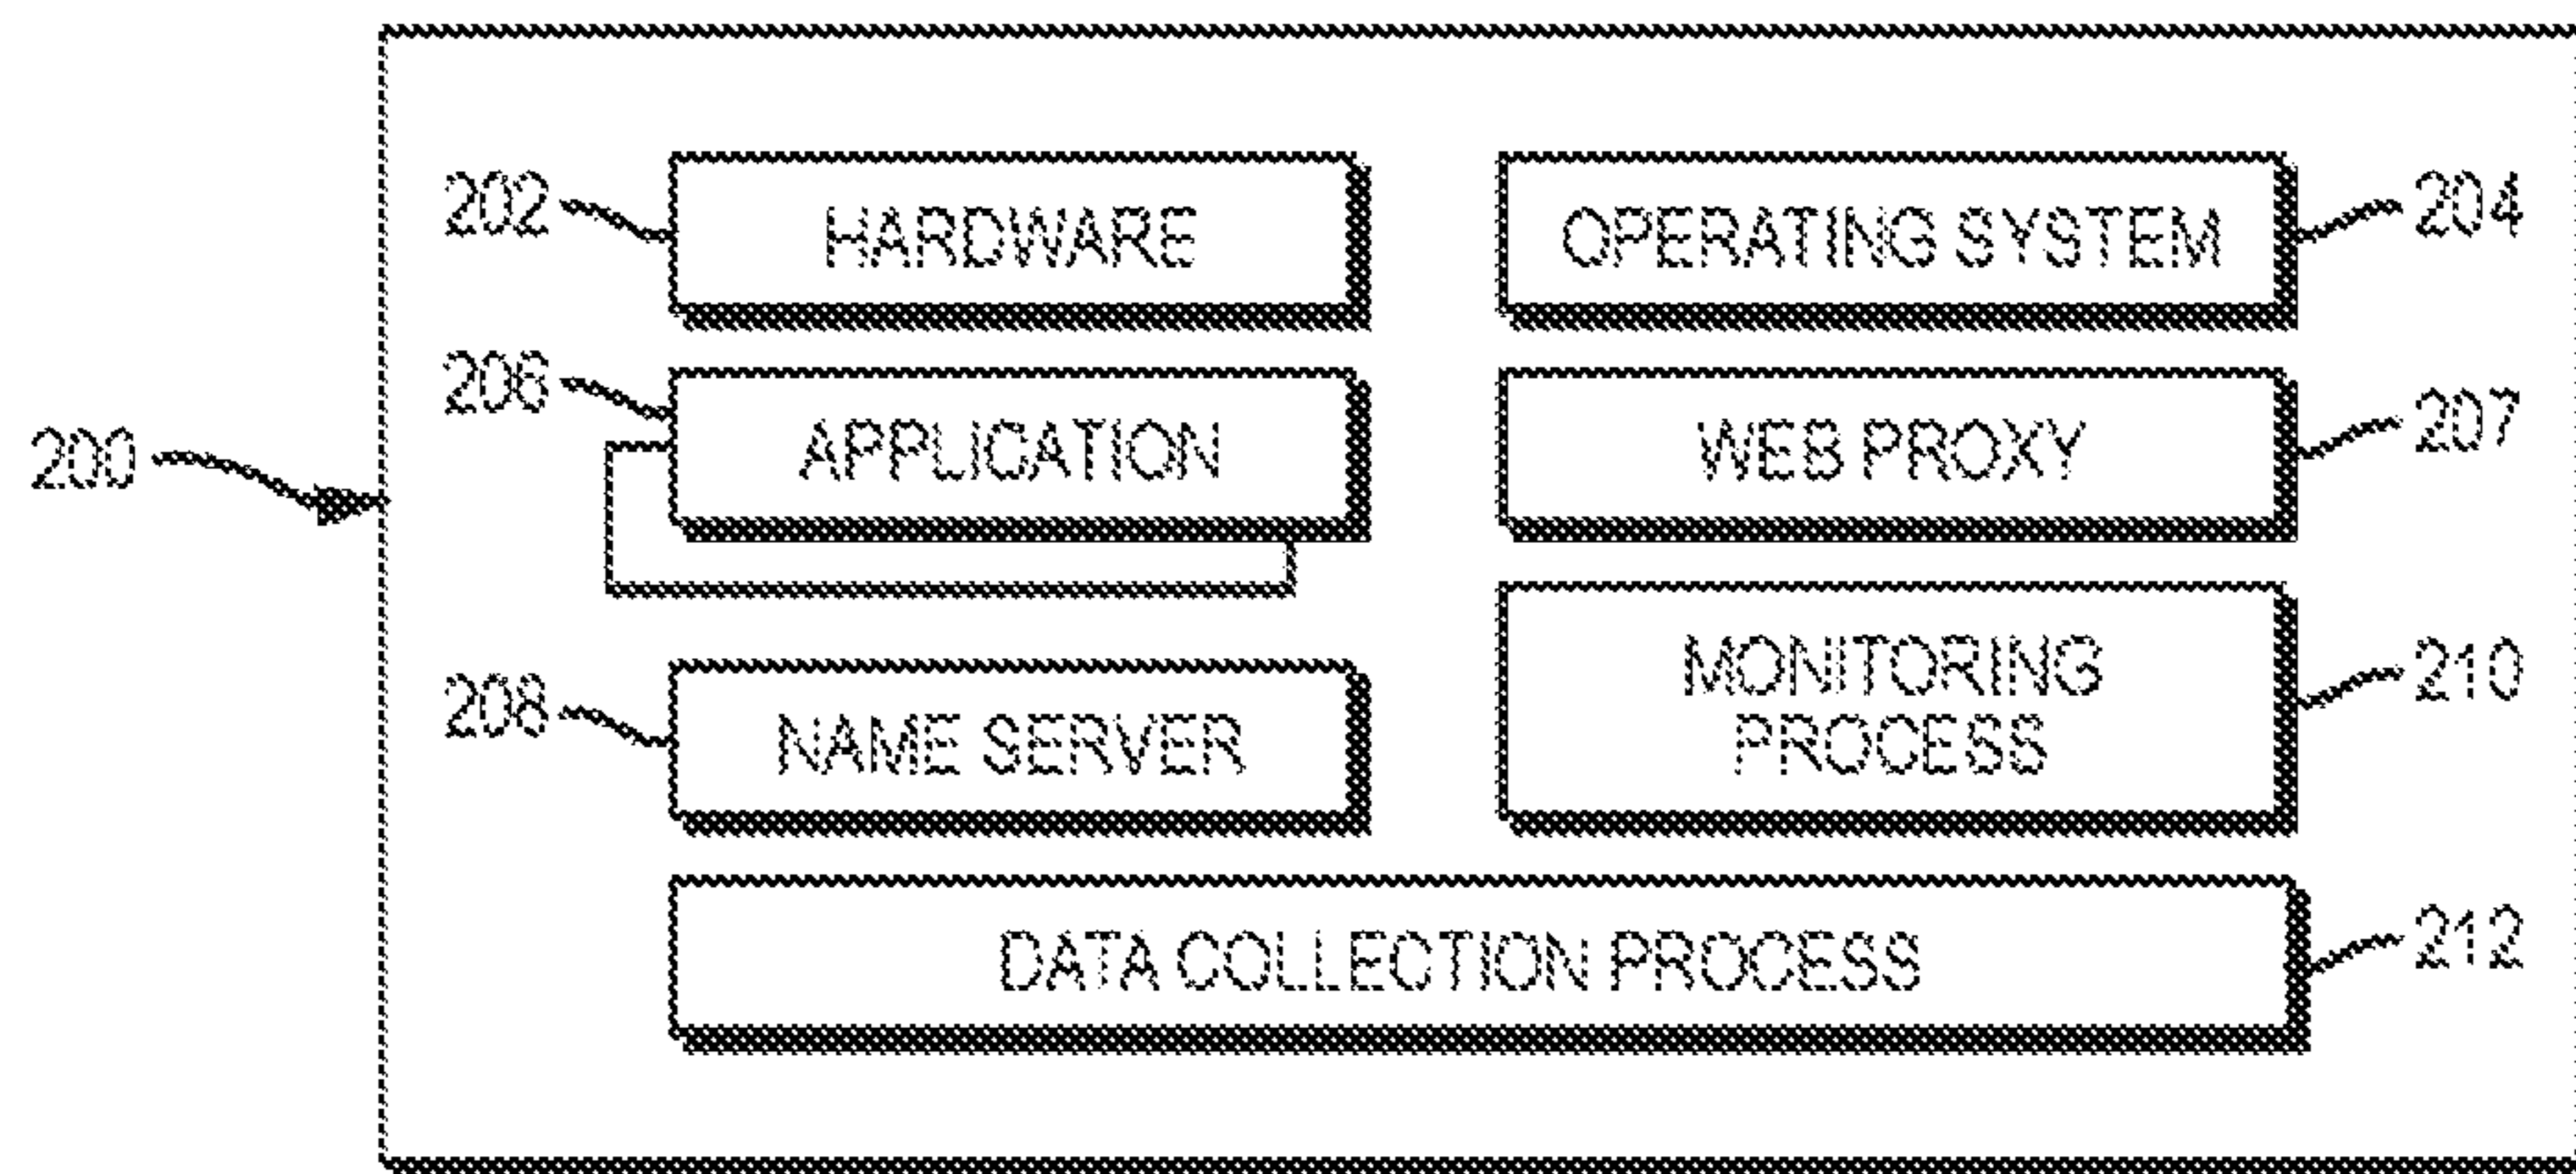 202 HARDWARE
OPERATING SYSTEM 204
206 APPLICATION
WEB PROXY 207
200
208 NAME SERVER
MONITORING
PROCESS 210
DATA COLLECTION PROCESS 212